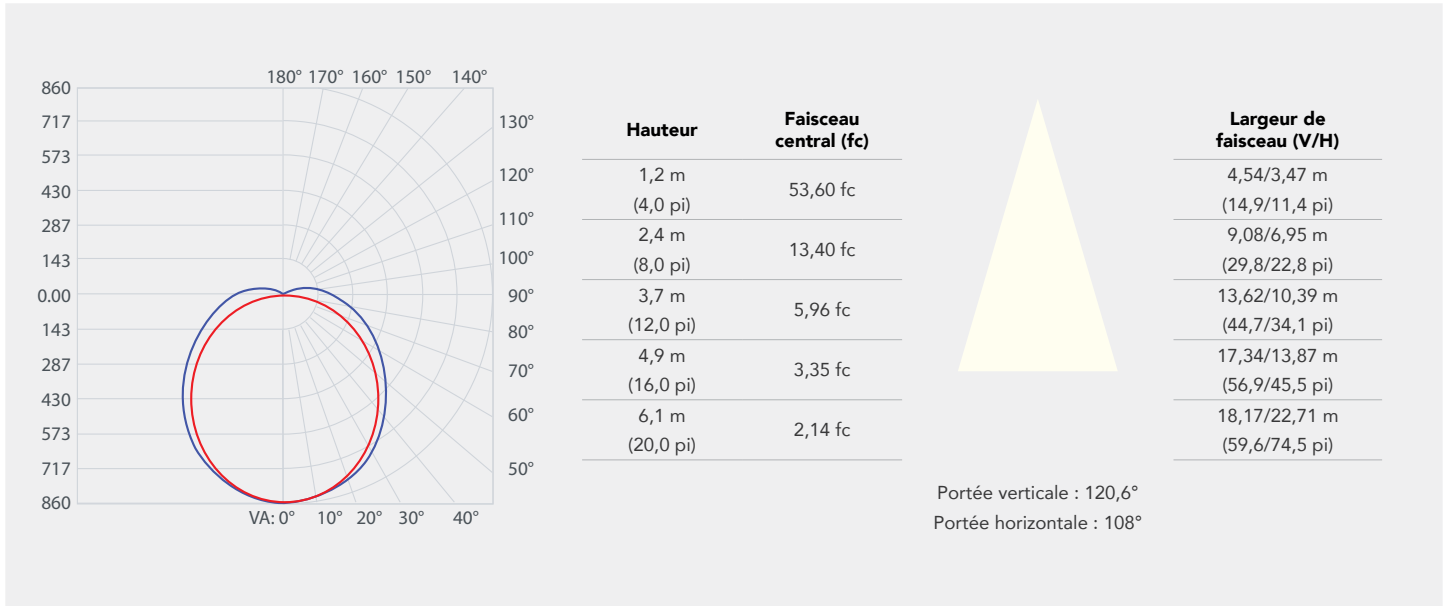 180° 170° 160° 150° 140°
860
717
573
430
287
143
0.00
143
287
430
573
717
860
130°
120°
110°
100°
90°
80°
70°
60°
50°
VA: 0° 10° 20° 30° 40°
Hauteur
Faisceau
central (fc)
1,2 m
(4,0 pi)
53,60 fc
2,4 m
(8,0 pi)
13,40 fc
3,7 m
(12,0 pi)
5,96 fc
4,9 m
(16,0 pi)
3,35 fc
6,1 m
(20,0 pi)
2,14 fc
Largeur de
faisceau (V/H)
4,54/3,47 m
(14,9/11,4 pi)
9,08/6,95 m
(29,8/22,8 pi)
13,62/10,39 m
(44,7/34,1 pi)
17,34/13,87 m
(56,9/45,5 pi)
18,17/22,71 m
(59,6/74,5 pi)
Portée verticale : 120,6°
Portée horizontale : 108°